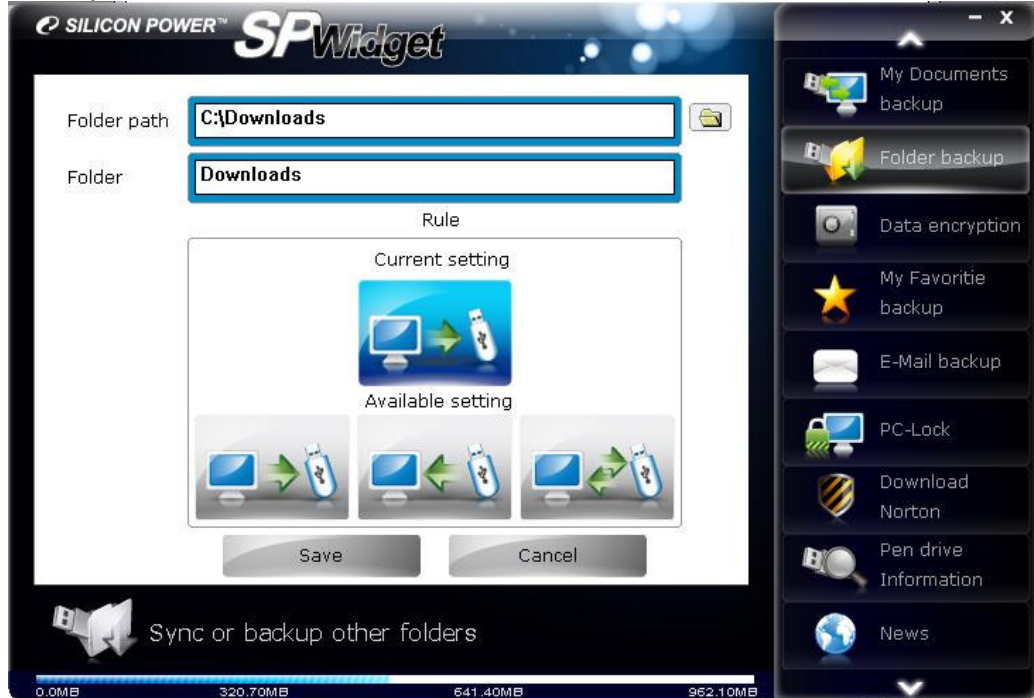 SILICON POWER™ SPWidget
Folder path C:\Downloads
Folder Downloads
Rule
Current setting
Available setting
Save Cancel
Sync or backup other folders
0.0MB 320.70MB 641.40MB 962.10MB
– X
My Documents
backup
Folder backup
Data encryption
My Favoritie
backup
E-Mail backup
PC-Lock
Download
Norton
Pen drive
Information
News